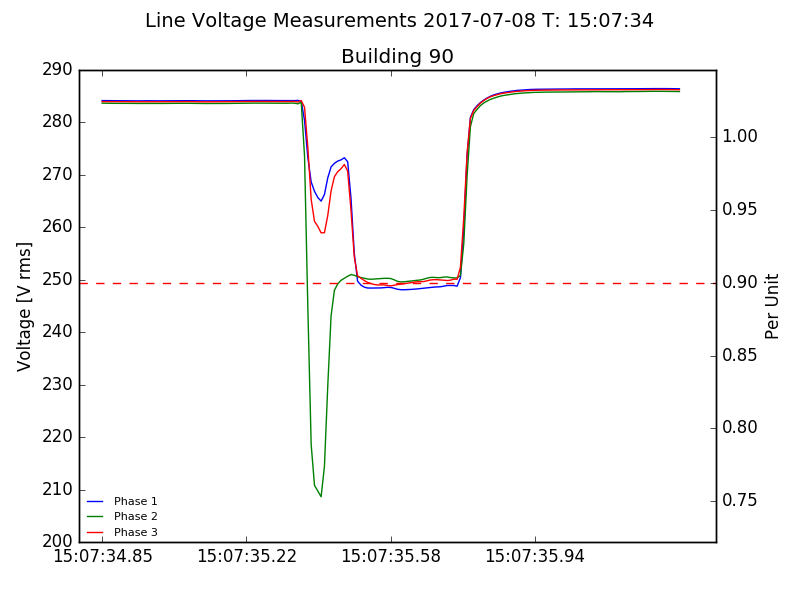 Line Voltage Measurements 2017-07-08 T: 15:07:34
Building 90
290
280
270
260
250
240
230
220
210
200
Voltage [V rms]
1.00
0.95
0.90
0.85
0.80
0.75
Per Unit
Phase 1
Phase 2
Phase 3
15:07:34.85 15:07:35.22 15:07:35.58 15:07:35.94